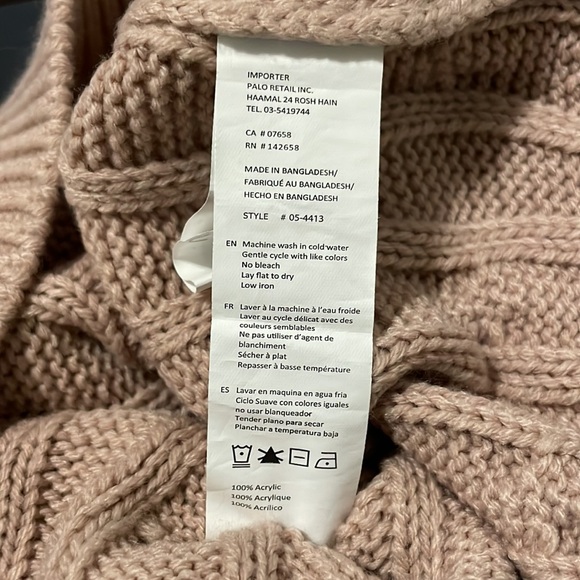 IMPORTER
PALO RETAIL INC.
HAAMAL 24 ROSH HAIN
TEL. 03-5419744
CA # 07658
RN # 142658
MADE IN BANGLADESH/
FABRIQUÉ AU BANGLADESH/
HECHO EN BANGLADESH
STYLE # 05-4413
EN Machine wash in cold water
Gentle cycle with like colors
No bleach
Lay flat to dry
Low iron
FR Laver à la machine à l'eau froide
Laver au cycle délicat avec des
couleurs semblables
Ne pas utiliser d'agent de
blanchiment
Sécher à plat
Repasser à basse température
ES Lavar en maquina en agua fria
Ciclo Suave con colores iguales
no usar blanqueador
Tender plano para secar
Planchar a temperatura baja
100% Acrylic
100% Acrylique
100% Acrílico